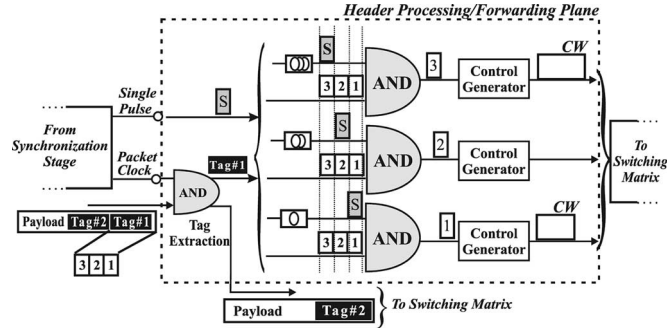 Header Processing/Forwarding Plane
CW
S
3
3 2 1
AND
Control
Generator
Single
Pulse
S
From
Synchronization
Stage
S
2
3 2 1
AND
Control
Generator
To
Switching
Matrix
Packet
Clock
Tag#1
AND
Payload Tag#2 Tag#1
Tag
Extraction
S
1
3 2 1
AND
Control
Generator
CW
3 2 1
Payload Tag#2
To Switching Matrix